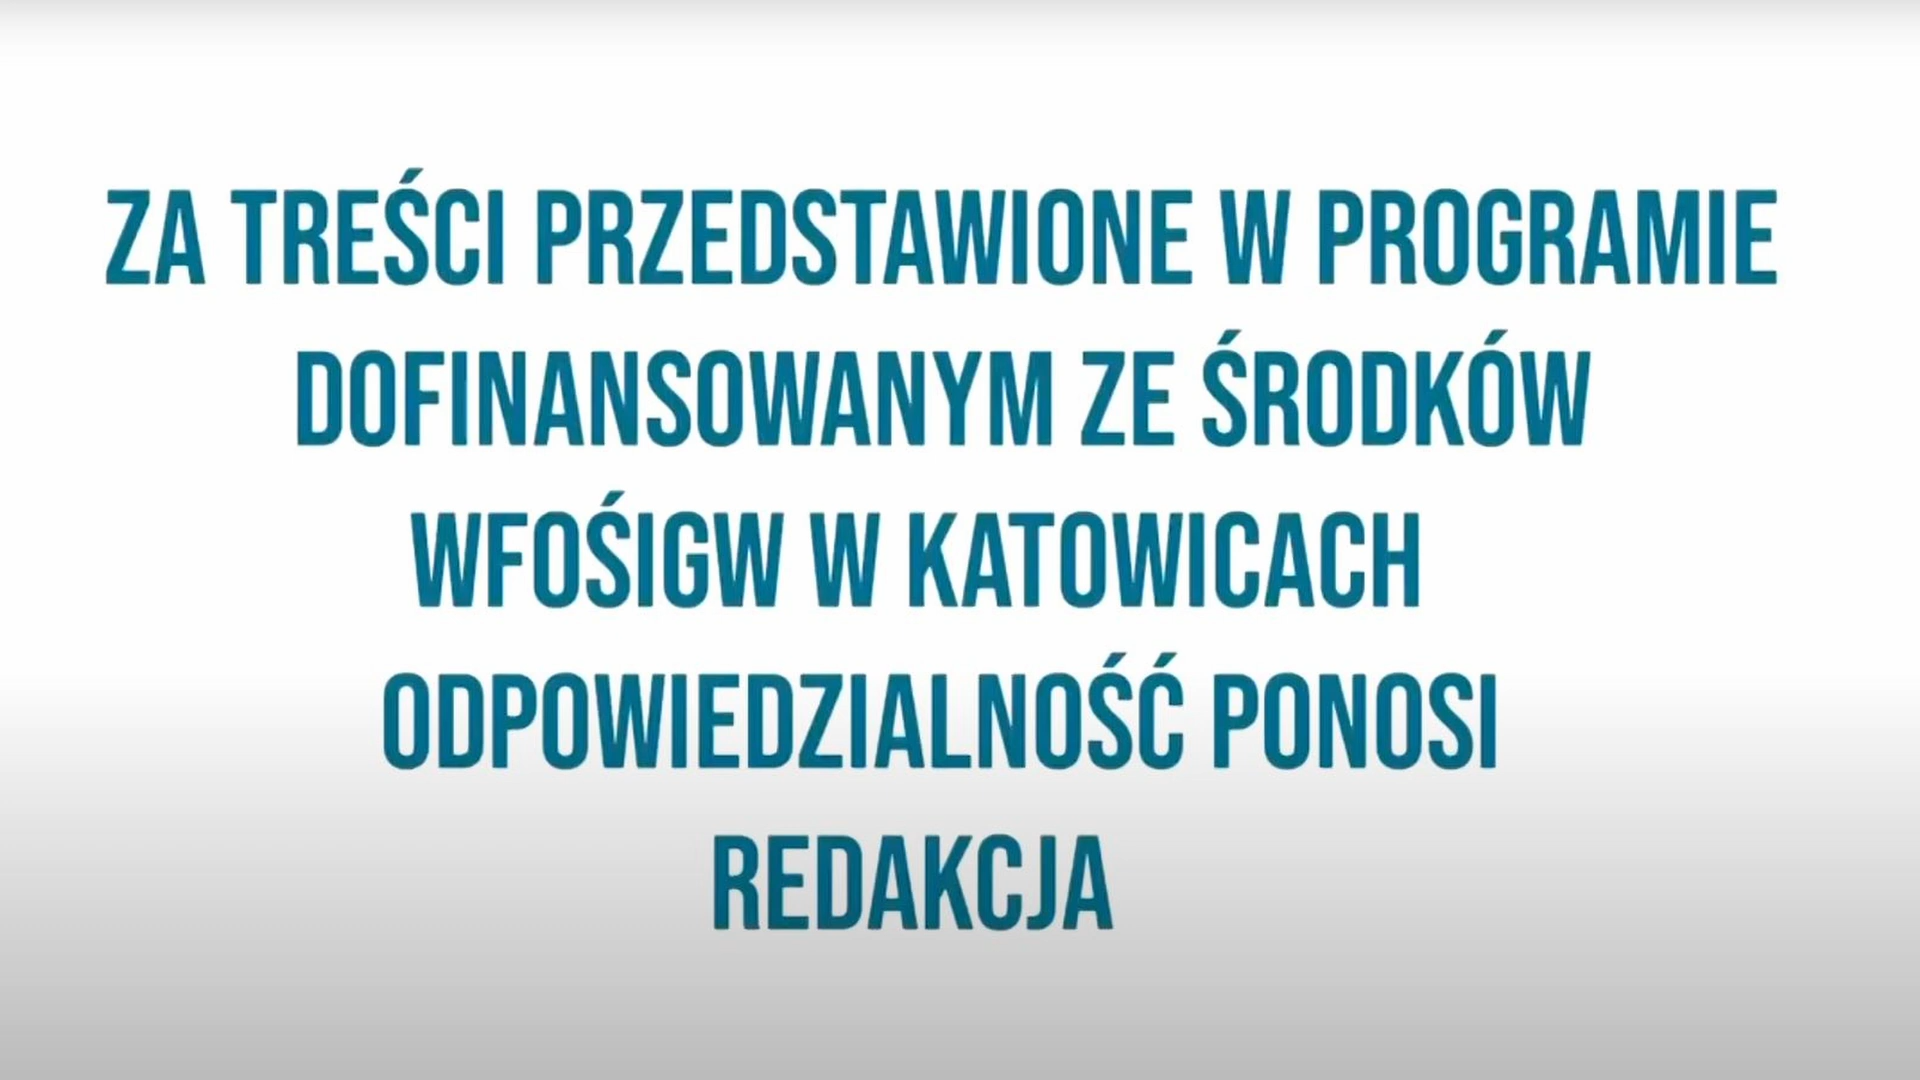 ZA TREŚCI PRZEDSTAWIONE W PROGRAMIE
DOFINANSOWANYM ZE ŚRODKÓW
WFOŚIGW W KATOWICACH
ODPOWIEDZIALNOŚĆ PONOSI
REDAKCJA